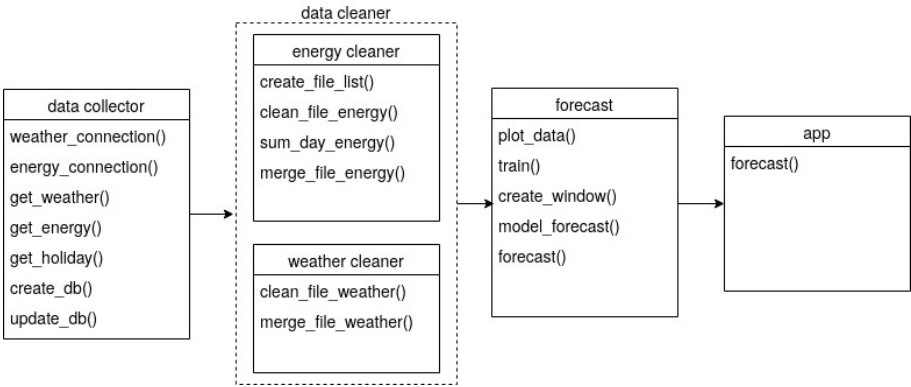 data collector
weather_connection()
energy_connection()
get_weather()
get_energy()
get_holiday()
create_db()
update_db()
data cleaner
energy cleaner
create_file_list()
clean_file_energy()
sum_day_energy()
merge_file_energy()
weather cleaner
clean_file_weather()
merge_file_weather()
forecast
plot_data()
train()
create_window()
model_forecast()
forecast()
app
forecast()